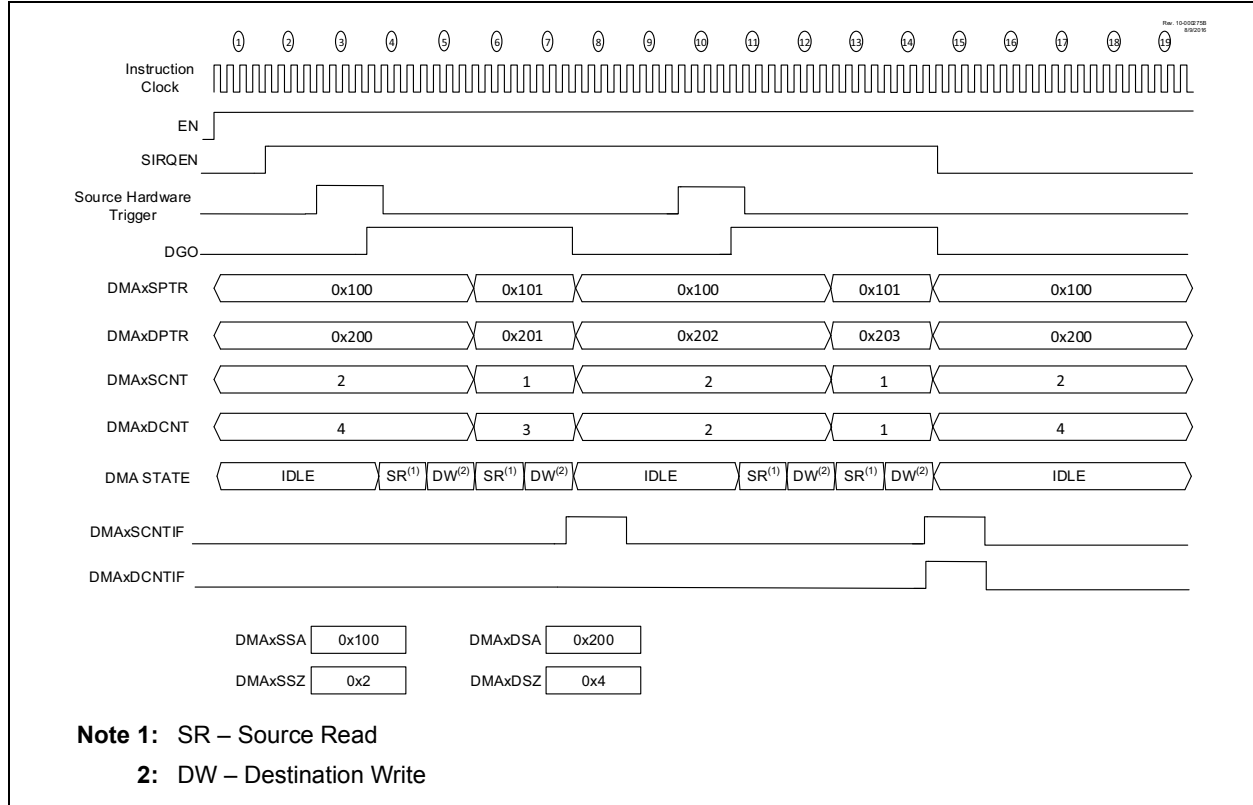 Rev. 10-000275B
8/9/2016
1 2 3 4 5 6 7 8 9 10 11 12 13 14 15 16 17 18 19
Instruction
Clock
EN
SIRQEN
Source Hardware
Trigger
DGO
DMAxSPTR 0x100 0x101 0x100 0x101 0x100
DMAxDPTR 0x200 0x201 0x202 0x203 0x200
DMAxSCNT 2 1 2 1 2
DMAxDCNT 4 3 2 1 4
DMA STATE IDLE SR(1) DW(2) SR(1) DW(2) IDLE SR(1) DW(2) SR(1) DW(2) IDLE
DMAxSCNTIF
DMAxDCNTIF
DMAxSSA 0x100 DMAxDSA 0x200
DMAxSSZ 0x2 DMAxDSZ 0x4
Note 1: SR – Source Read
2: DW – Destination Write